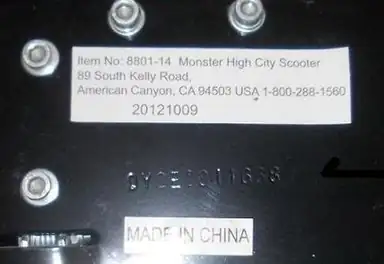 Item No: 8801-14 Monster High City Scooter
89 South Kelly Road,
American Canyon, CA 94503 USA 1-800-288-1560
20121009
MADE IN CHINA